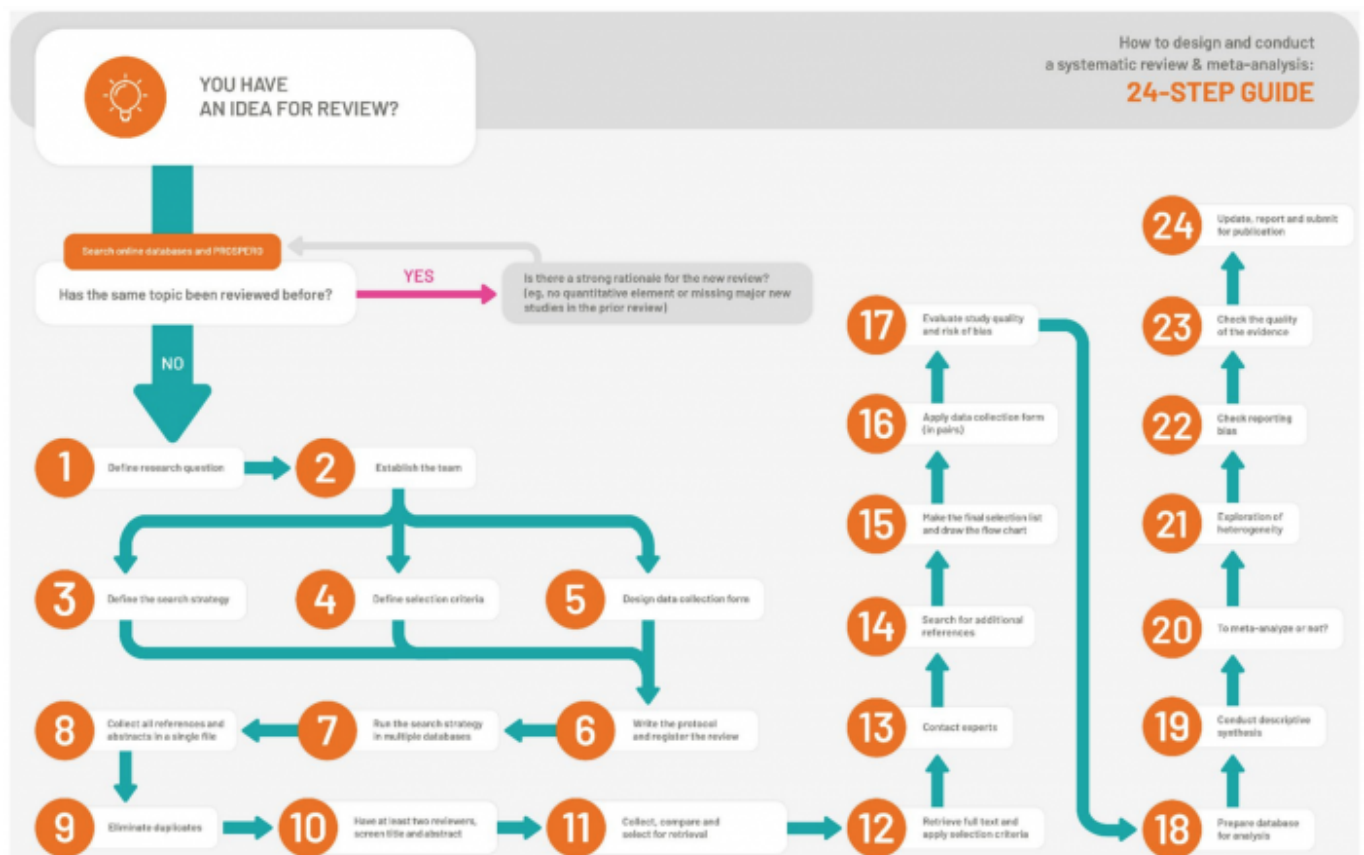 How to design and conduct
a systematic review & meta-analysis:
24-STEP GUIDE
YOU HAVE
AN IDEA FOR REVIEW?
Search online databases and PROSPERO
Has the same topic been reviewed before?
YES
Is there a strong rationale for the new review?
(eg, no quantitative element or missing major new
studies in the prior review)
NO
1
Define research question
2
Establish the team
3
Define the search strategy
4
Define selection criteria
5
Design data collection form
6
Write the protocol
and register the review
7
Run the search strategy
in multiple databases
8
Collect all references and
abstracts in a single file
9
Eliminate duplicates
10
Have at least two reviewers,
screen title and abstract
11
Collect, compare and
select for retrieval
12
Retrieve full text and
apply selection criteria
13
Contact experts
14
Search for additional
references
15
Make the final selection list
and draw the flow chart
16
Apply data collection form
(in pairs)
17
Evaluate study quality
and risk of bias
18
Prepare database
for analysis
19
Conduct descriptive
synthesis
20
To meta-analyze or not?
21
Exploration of
heterogeneity
22
Check reporting
bias
23
Check the quality
of the evidence
24
Update, report and submit
for publication